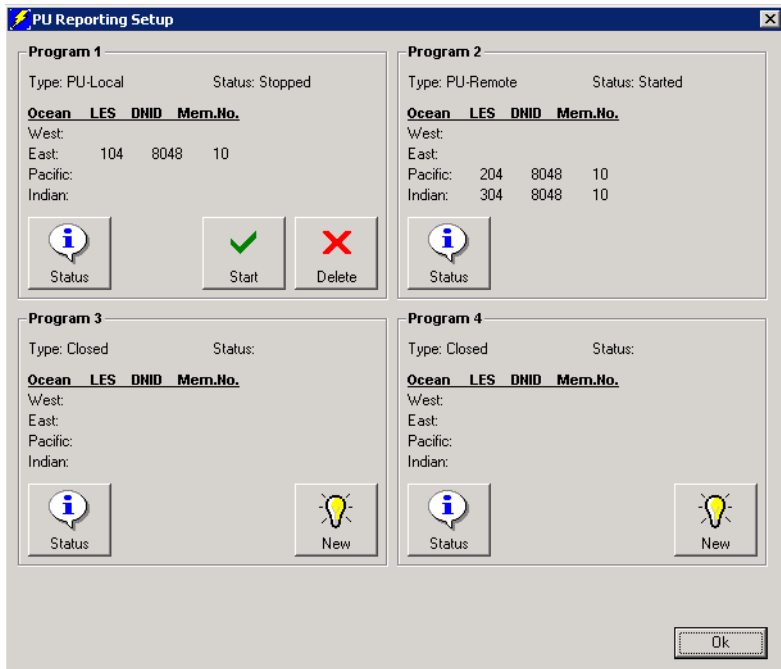 PU Reporting Setup
Program 1
Type: PU-Local Status: Stopped
Ocean LES DNID Mem.No.
West:
East: 104 8048 10
Pacific:
Indian:
Status Start Delete
Program 2
Type: PU-Remote Status: Started
Ocean LES DNID Mem.No.
West:
East:
Pacific: 204 8048 10
Indian: 304 8048 10
Status
Program 3
Type: Closed Status:
Ocean LES DNID Mem.No.
West:
East:
Pacific:
Indian:
Status New
Program 4
Type: Closed Status:
Ocean LES DNID Mem.No.
West:
East:
Pacific:
Indian:
Status New
Ok